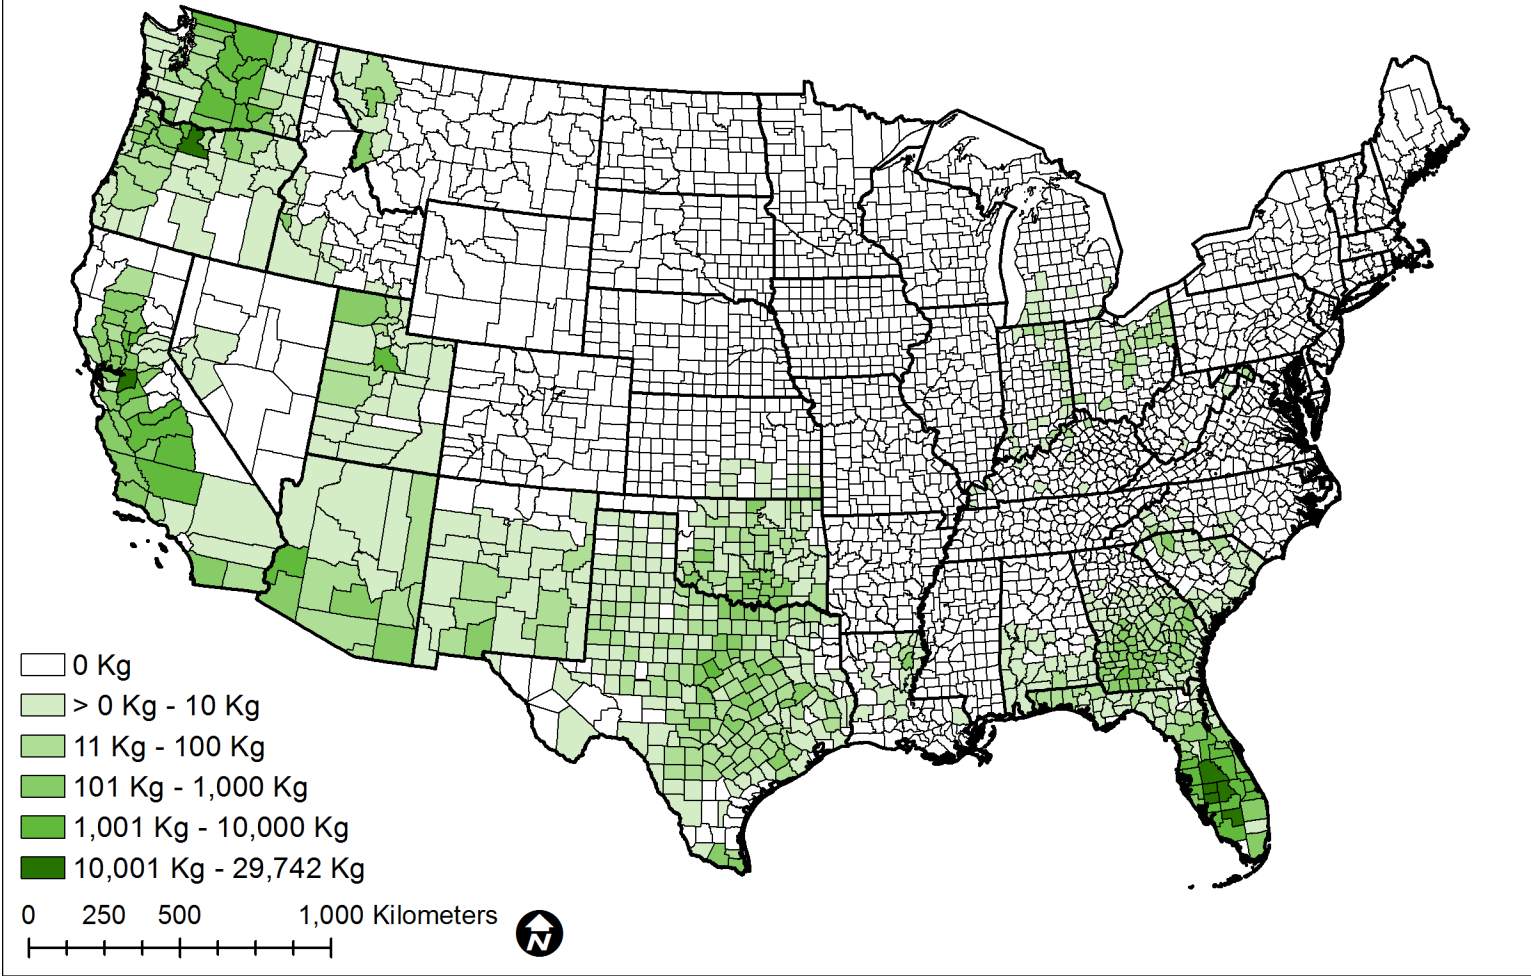 0 Kg
> 0 Kg - 10 Kg
11 Kg - 100 Kg
101 Kg - 1,000 Kg
1,001 Kg - 10,000 Kg
10,001 Kg - 29,742 Kg
0 250 500 1,000 Kilometers
N